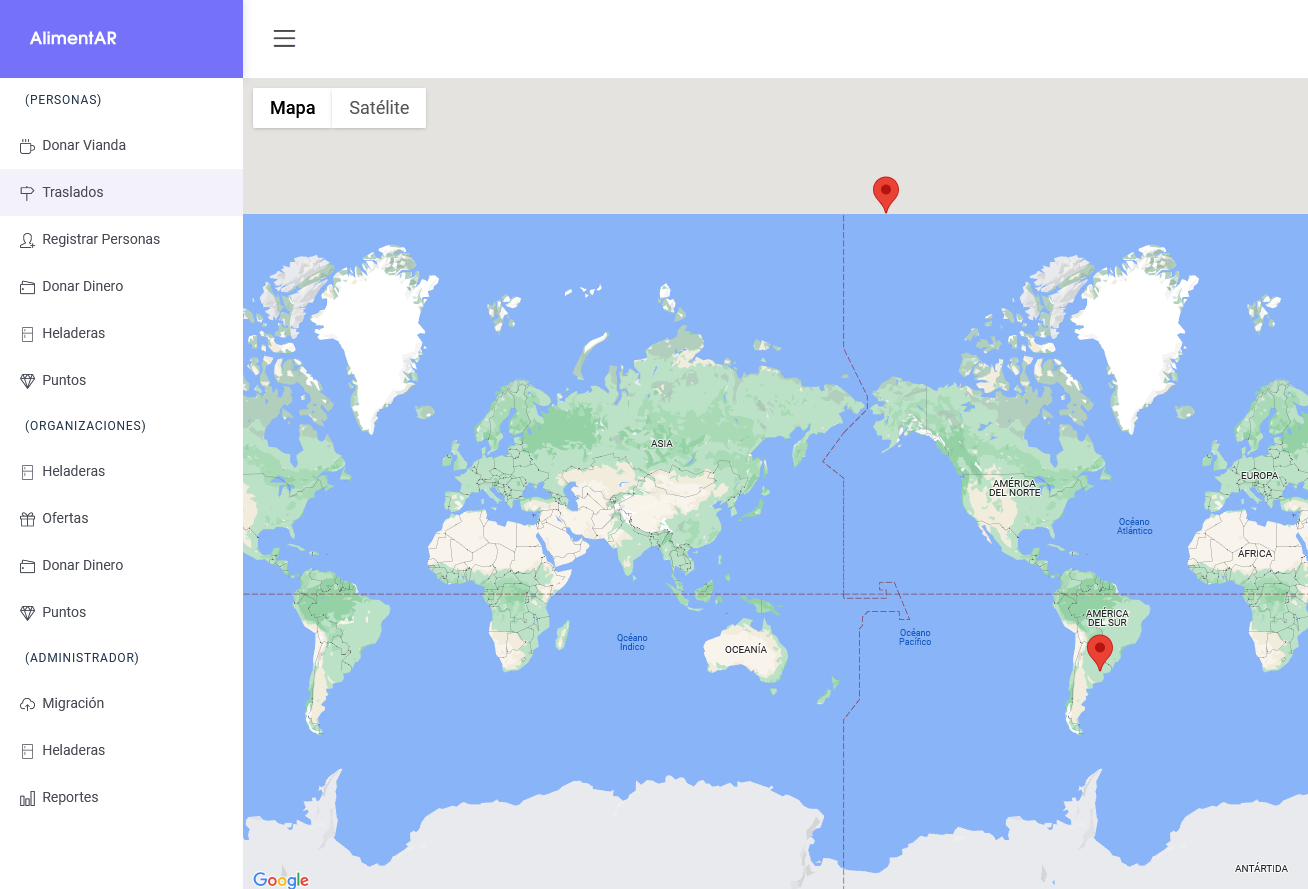 AlimentAR
(PERSONAS)
Donar Vianda
Traslados
Registrar Personas
Donar Dinero
Heladeras
Puntos
(ORGANIZACIONES)
Heladeras
Ofertas
Donar Dinero
Puntos
(ADMINISTRADOR)
Migración
Heladeras
Reportes
Mapa
Satélite
ASIA
AMÉRICA
DEL NORTE
EUROPA
Océano
Atlántico
ÁFRICA
AMÉRICA
DEL SUR
Océano
Índico
OCEANÍA
Océano
Pacífico
ANTÁRTIDA
Google